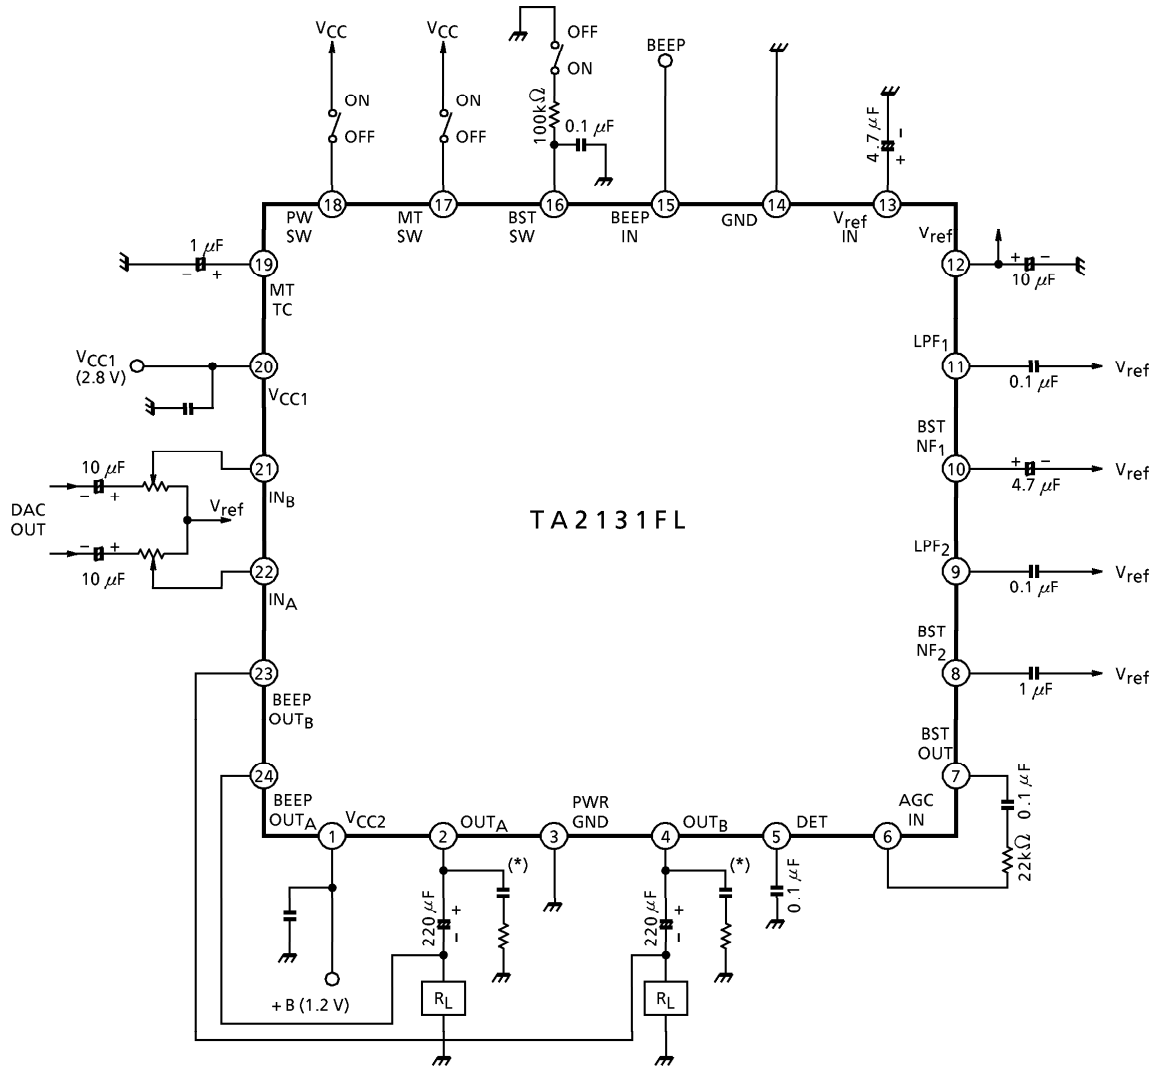 VCC
VCC
OFF
ON
BEEP
ON
OFF
ON
OFF
100kΩ
0.1 μF
4.7 μF
−
+
18
17
16
15
14
13
PW
SW
MT
SW
BST
SW
BEEP
IN
GND
Vref
IN
Vref
1 μF
− +
19
MT
TC
12
+ −
10 μF
VCC1
(2.8 V)
20
VCC1
LPF1
11
0.1 μF
Vref
10 μF
− +
21
INB
DAC
OUT
Vref
− +
10 μF
22
INA
BST
NF1
10
+ −
4.7 μF
Vref
TA2131FL
LPF2
9
0.1 μF
Vref
23
BEEP
OUTB
BST
NF2
8
1 μF
Vref
24
BEEP
OUTA
BST
OUT
7
0.1 μF
22kΩ
VCC2
1
OUTA
2
PWR
GND
3
OUTB
4
DET
5
AGC
IN
6
(*)
(*)
0.1 μF
220 μF
+
−
220 μF
+
−
+B (1.2 V)
RL
RL